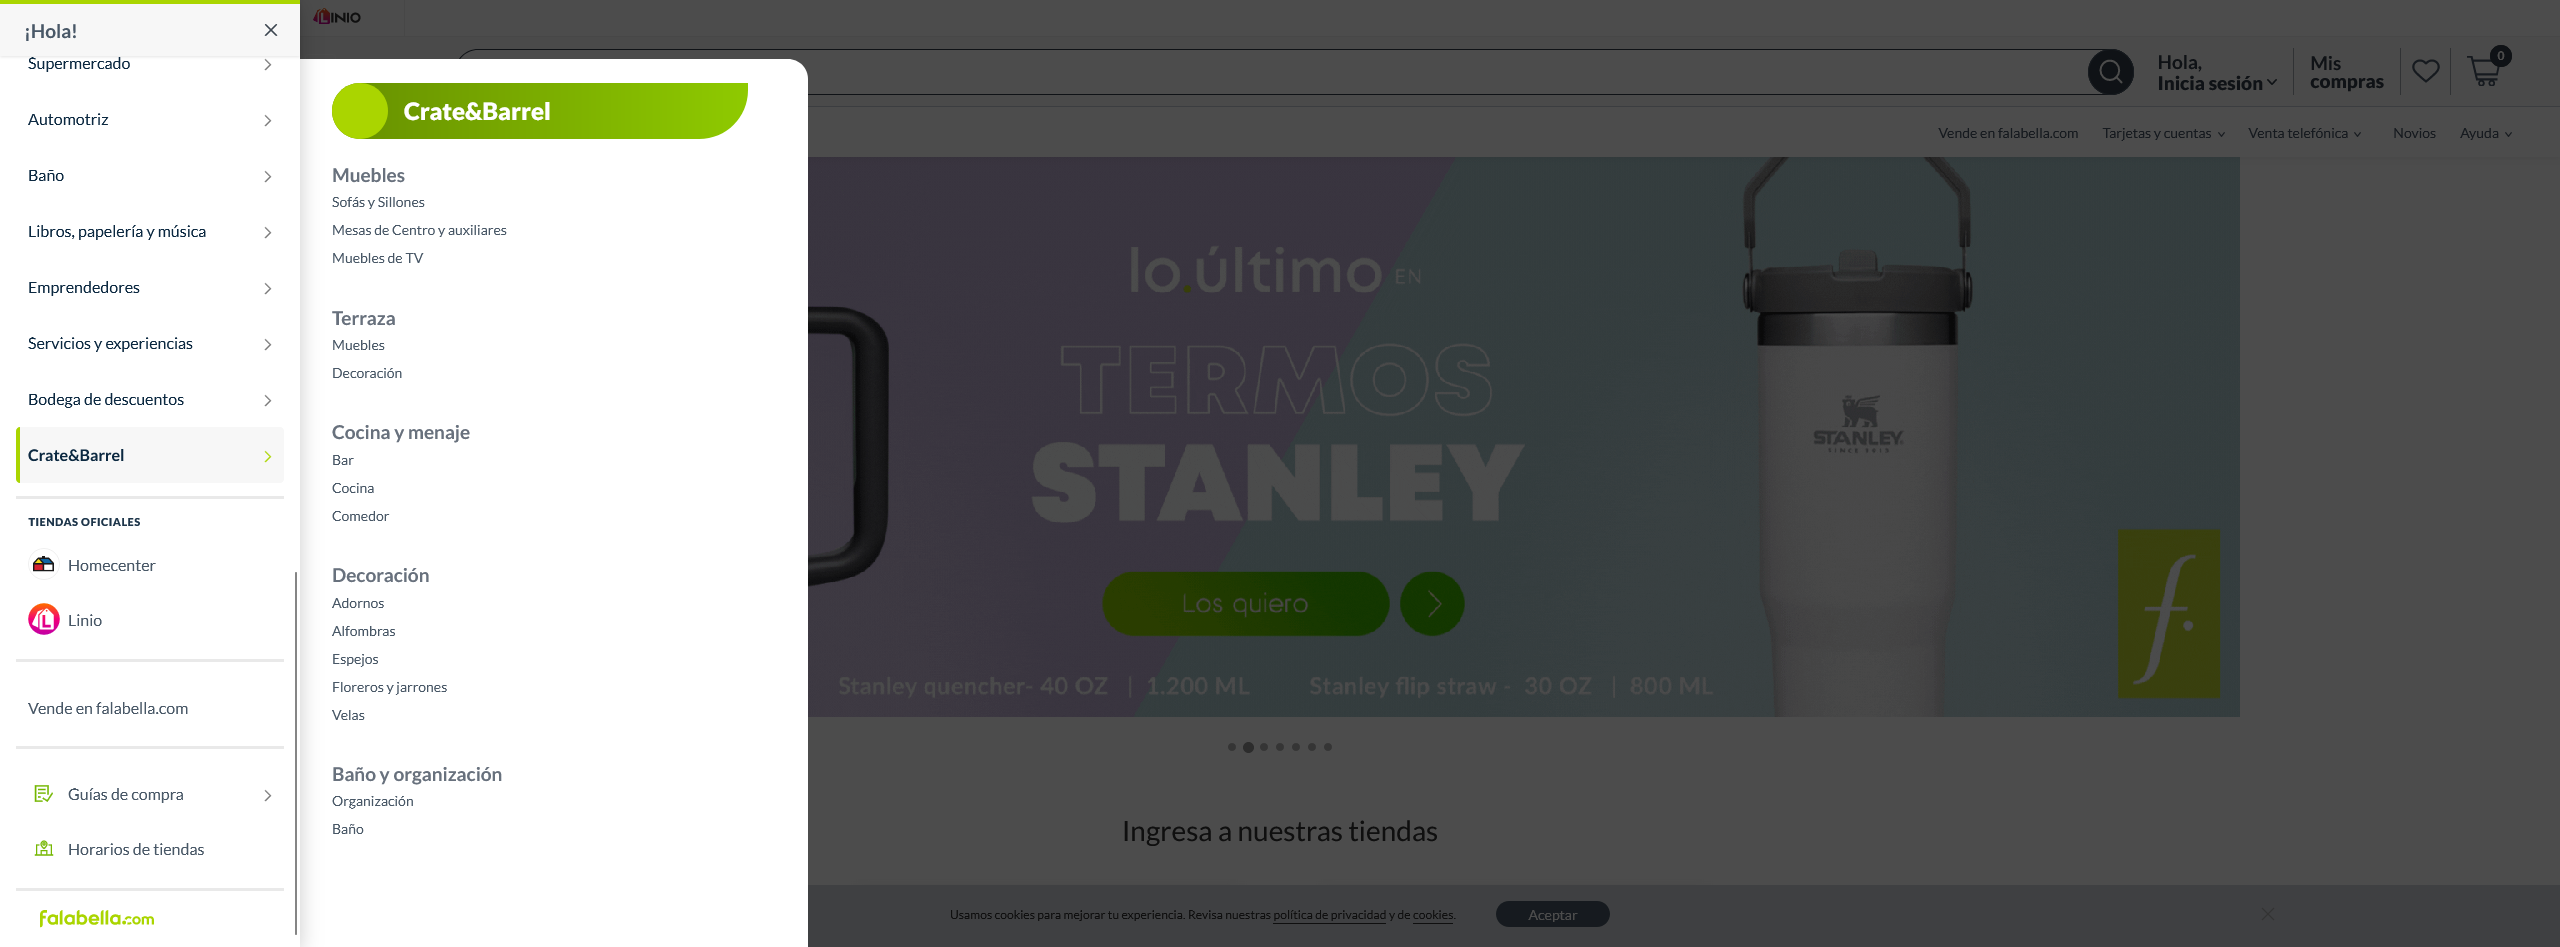 ¡Hola!
Supermercado
Automotriz
Baño
Libros, papelería y música
Emprendedores
Servicios y experiencias
Bodega de descuentos
Crate&Barrel
TIENDAS OFICIALES
Homecenter
Linio
Vende en falabella.com
Guías de compra
Horarios de tiendas
falabella.com
Crate&Barrel
Muebles
Sofás y Sillones
Mesas de Centro y auxiliares
Muebles de TV
Terraza
Muebles
Decoración
Cocina y menaje
Bar
Cocina
Comedor
Decoración
Adornos
Alfombras
Espejos
Floreros y jarrones
Velas
Baño y organización
Organización
Baño
LINIO
Hola,
Inicia sesión
Mis
compras
0
Vende en falabella.com
Tarjetas y cuentas
Venta telefónica
Novios
Ayuda
lo.último EN
TERMOS
STANLEY
Los quiero
Stanley quencher- 40 OZ | 1.200 ML
Stanley flip straw - 30 OZ | 800 ML
STANLEY
SINCE 1913
f.
Ingresa a nuestras tiendas
Usamos cookies para mejorar tu experiencia. Revisa nuestras política de privacidad y de cookies.
Aceptar